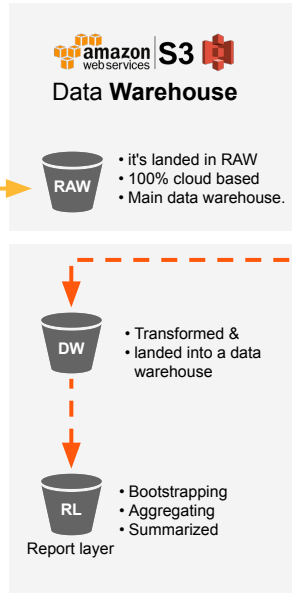 amazon
web services
S3
Data Warehouse
RAW
• it's landed in RAW
• 100% cloud based
• Main data warehouse.
DW
• Transformed &
• landed into a data
warehouse
RL
Report layer
• Bootstrapping
• Aggregating
• Summarized